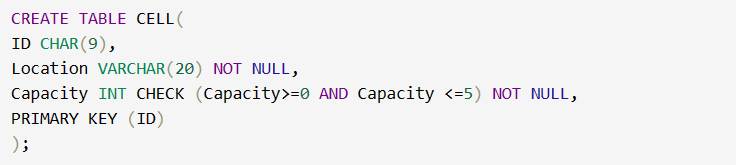 CREATE TABLE CELL(
ID CHAR(9),
Location VARCHAR(20) NOT NULL,
Capacity INT CHECK (Capacity>=0 AND Capacity <=5) NOT NULL,
PRIMARY KEY (ID)
);